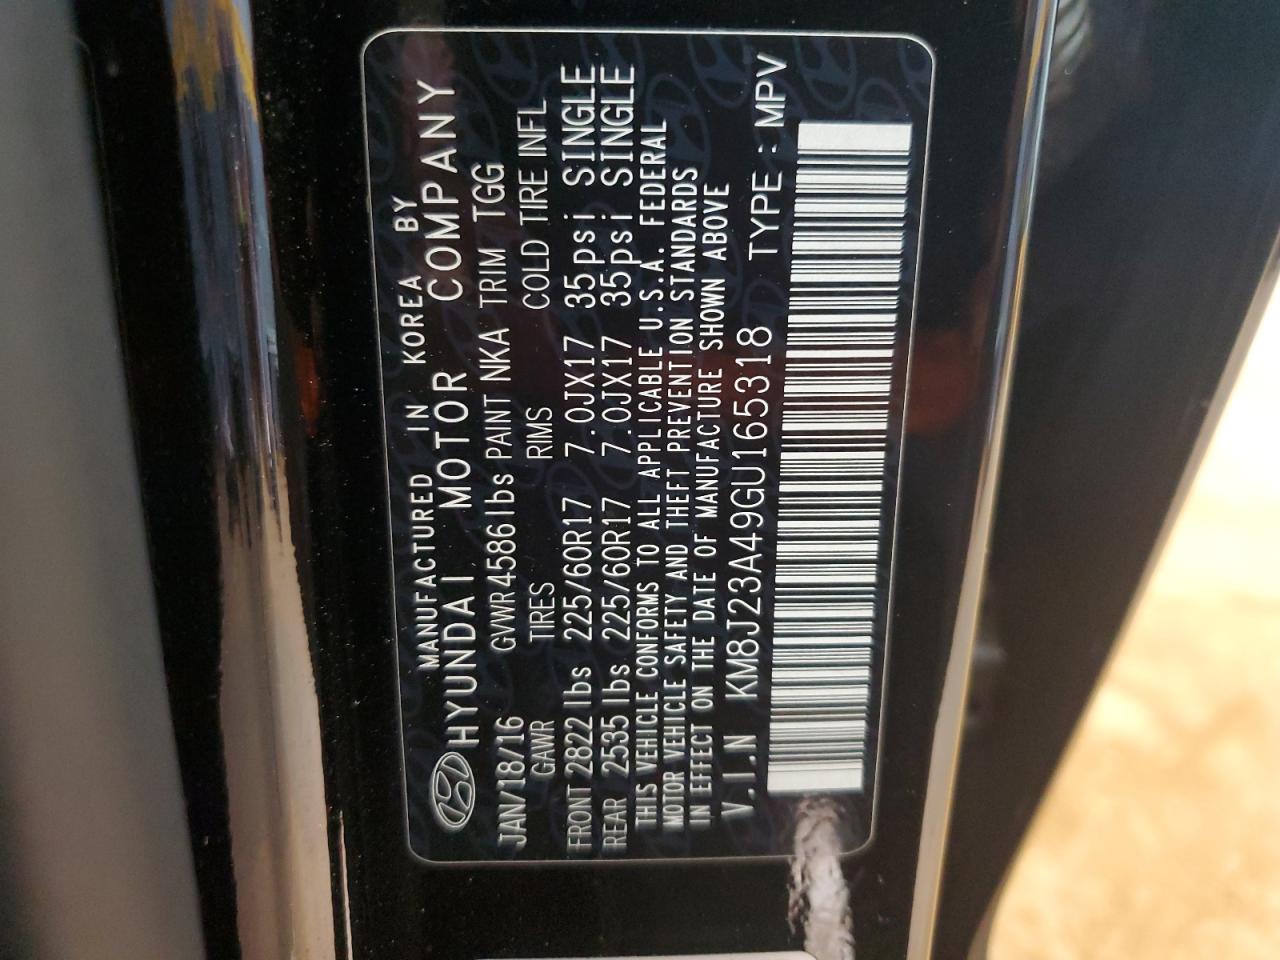 MANUFACTURED IN KOREA BY
HYUNDAI MOTOR COMPANY
JAN/18/16 GVWR4586lbs PAINT NKA TRIM TGG
GAWR TIRES RIMS COLD TIRE INFL
FRONT 2822lbs 225/60R17 7.0JX17 35psi SINGLE
REAR 2535lbs 225/60R17 7.0JX17 35psi SINGLE
THIS VEHICLE CONFORMS TO ALL APPLICABLE U.S.A. FEDERAL
MOTOR VEHICLE SAFETY AND THEFT PREVENTION STANDARDS
IN EFFECT ON THE DATE OF MANUFACTURE SHOWN ABOVE
V.I.N KM8J23A49GU165318 TYPE : MPV